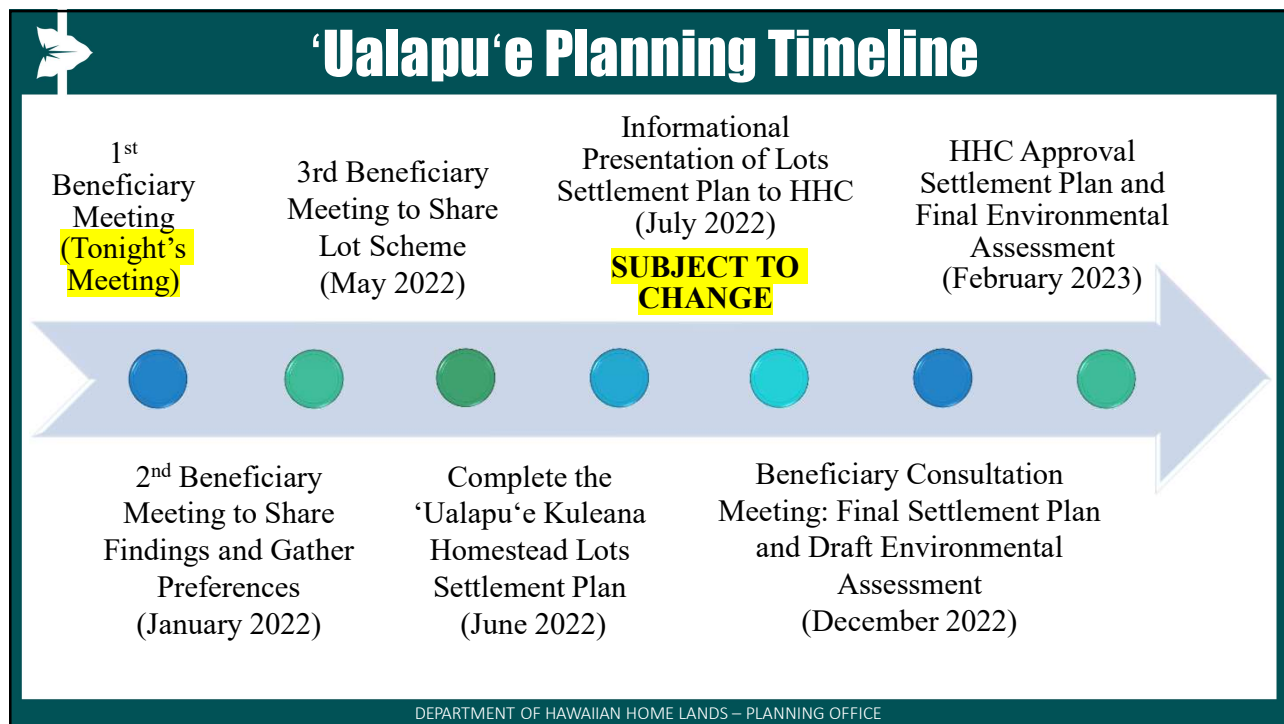 ʻUalapuʻe Planning Timeline
1st
Beneficiary
Meeting
(Tonight’s
Meeting)
2nd Beneficiary
Meeting to Share
Findings and Gather
Preferences
(January 2022)
3rd Beneficiary
Meeting to Share
Lot Scheme
(May 2022)
Complete the
ʻUalapuʻe Kuleana
Homestead Lots
Settlement Plan
(June 2022)
Informational
Presentation of Lots
Settlement Plan to HHC
(July 2022)
SUBJECT TO
CHANGE
Beneficiary Consultation
Meeting: Final Settlement Plan
and Draft Environmental
Assessment
(December 2022)
HHC Approval
Settlement Plan and
Final Environmental
Assessment
(February 2023)
DEPARTMENT OF HAWAIIAN HOME LANDS – PLANNING OFFICE